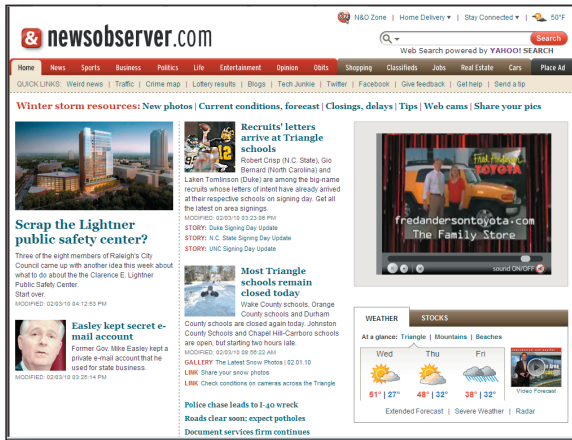 N&O Zone | Home Delivery ▾ | Stay Connected ▾ | 50°F
& newsobserver.com
Search
Web Search powered by YAHOO! SEARCH
Home News Sports Business Politics Life Entertainment Opinion Obits Shopping Classifieds Jobs Real Estate Cars Place Ad
QUICK LINKS: Weird news | Traffic | Crime map | Lottery results | Blogs | Tech Junkie | Twitter | Facebook | Give feedback | Get help | Send a tip
Winter storm resources: New photos | Current conditions, forecast | Closings, delays | Tips | Web cams | Share your pics
Scrap the Lightner
public safety center?
Three of the eight members of Raleigh's City
Council came up with another idea this week about
what to do about the Clarence E. Lightner
Public Safety Center.
Start over.
MODIFIED: 02/03/10 04:12:53 PM
Easley kept secret e-
mail account
Former Gov. Mike Easley kept a
private e-mail account that he
used for state business.
MODIFIED: 02/03/10 03:25:14 PM
Recruits' letters
arrive at Triangle
schools
Robert Crisp (N.C. State), Gio
Bernard (North Carolina) and
Laken Tomlinson (Duke) are among the big-name
recruits whose letters of intent have already arrived
at their respective schools on signing day. Get all
the latest on area signings.
MODIFIED: 02/03/10 03:23:06 PM
STORY: Duke Signing Day Update
STORY: N.C. State Signing Day Update
STORY: UNC Signing Day Update
Most Triangle
schools remain
closed today
Wake County schools, Orange
County schools and Durham
County schools are closed again today. Johnston
County Schools and Chapel Hill-Carrboro schools
are open, but starting two hours late.
MODIFIED: 02/03/10 08:56:22 AM
GALLERY The Latest Snow Photos | 02.01.10
LINK Share your snow photos
LINK Check conditions on cameras across the Triangle
Police chase leads to I-40 wreck
Roads clear soon; expect potholes
Document services firm continues
Fred Anderson
TOYOTA
fredandersontoyota.com
The Family Store
sound ON/OFF
WEATHER STOCKS
At a glance: Triangle | Mountains | Beaches
Wed Thu Fri
51° | 27° 48° | 32° 38° | 32°
Video Forecast
Extended Forecast | Severe Weather | Radar